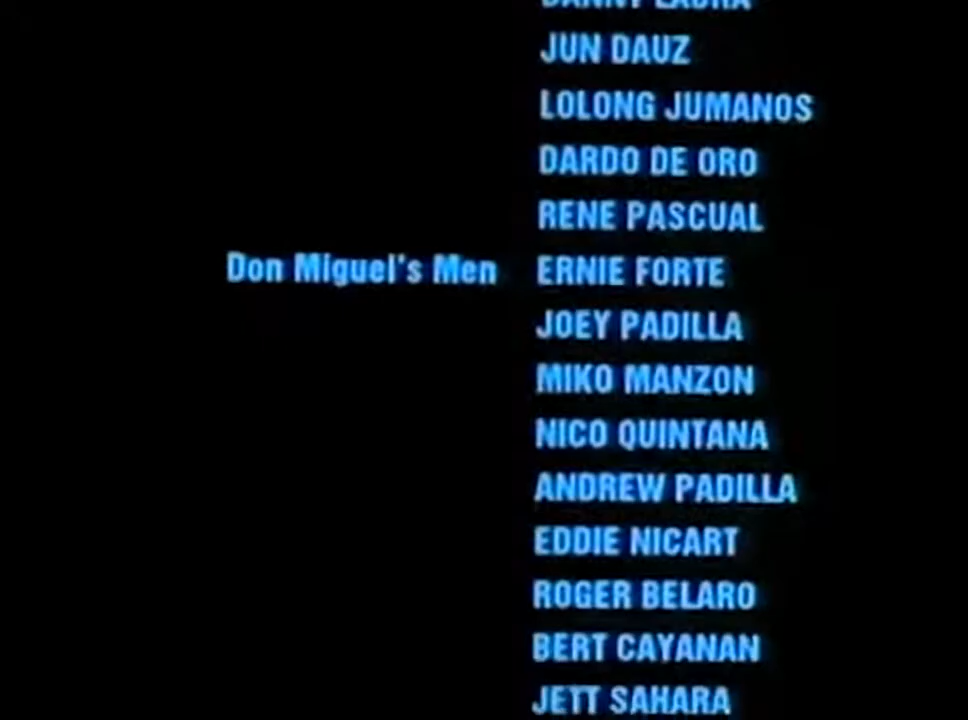 JUN DAUZ
LOLONG JUMANOS
DARDO DE ORO
RENE PASCUAL
Don Miguel's Men ERNIE FORTE
JOEY PADILLA
MIKO MANZON
NICO QUINTANA
ANDREW PADILLA
EDDIE NICART
ROGER BELARO
BERT CAYANAN
JETT SAHARA